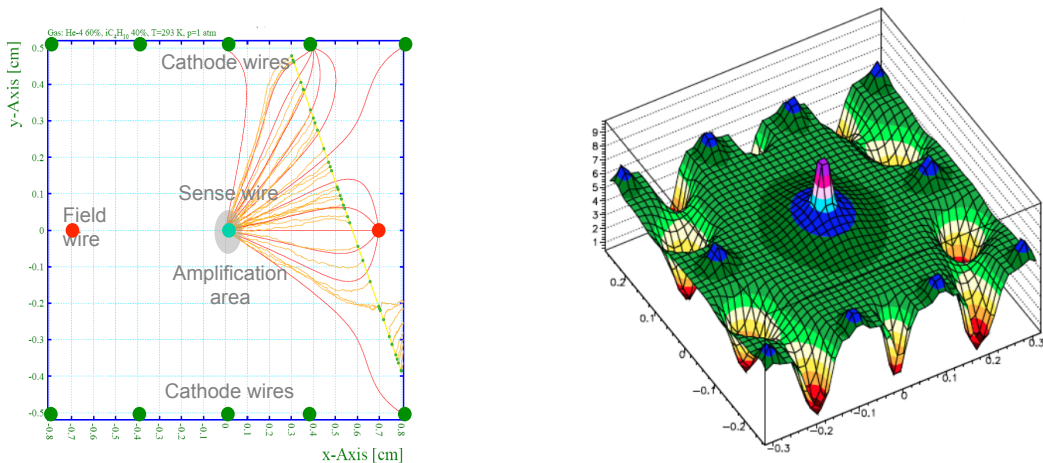 Gas: He-4 60%, iC₄H₁₀ 40%, T=293 K, p=1 atm
y-Axis [cm]
0.5
0.4
0.3
0.2
0.1
0
-0.1
-0.2
-0.3
-0.4
-0.5
Cathode wires
Sense wire
Field
wire
Amplification
area
Cathode wires
-0.8 -0.7 -0.6 -0.5 -0.4 -0.3 -0.2 -0.1 0 0.1 0.2 0.3 0.4 0.5 0.6 0.7 0.8
x-Axis [cm]
9
8
7
6
5
4
3
2
1
0.2
0.1
0
-0.1
-0.2
-0.3 -0.2 -0.1 0 0.1 0.2 0.3